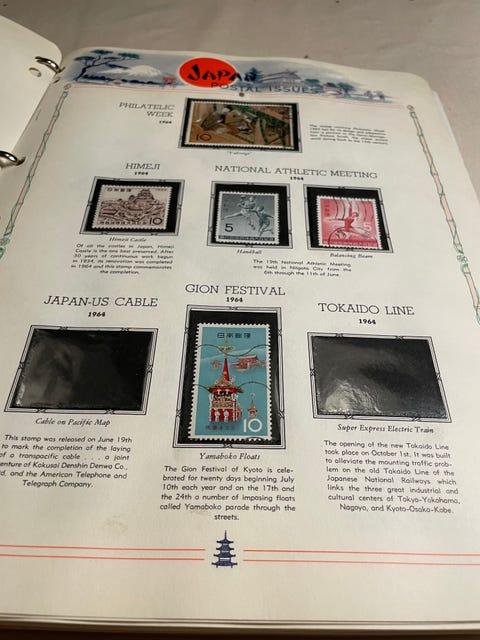 JAPAN
POSTAL ISSUES
PHILATELIC
WEEK
1964
10
HIMEJI
1964
NATIONAL ATHLETIC MEETING
1964
日本郵便
10
5
5
Himeji Castle
Handball
Balancing Beam
Of all the castles in Japan, Himeji
Castle is the one best preserved. After
30 years of continuous work begun
in 1934, its renovation was completed
in 1964 and this stamp commemorates
the completion.
The 19th National Athletic Meeting
was held in Niigata City from the
6th through the 11th of June.
JAPAN-US CABLE
1964
GION FESTIVAL
1964
TOKAIDO LINE
1964
日本郵便
10
Cable on Pacific Map
Yamaboko Floats
Super Express Electric Train
This stamp was released on June 19th
to mark the completion of the laying
of a transpacific cable . . . a joint
enture of Kokusai Denshin Denwa Co.,
d. and the American Telephone and
Telegraph Company.
The Gion Festival of Kyoto is cele-
brated for twenty days beginning July
10th each year and on the 17th and
the 24th a number of imposing floats
called Yamaboko parade through the
streets.
The opening of the new Tokaido Line
took place on October 1st. It was built
to alleviate the mounting traffic prob-
lem on the old Tokaido Line of the
Japanese National Railways which
links the three great industrial and
cultural centers of Tokyo-Yokohama,
Nagoya, and Kyoto-Osaka-Kobe.